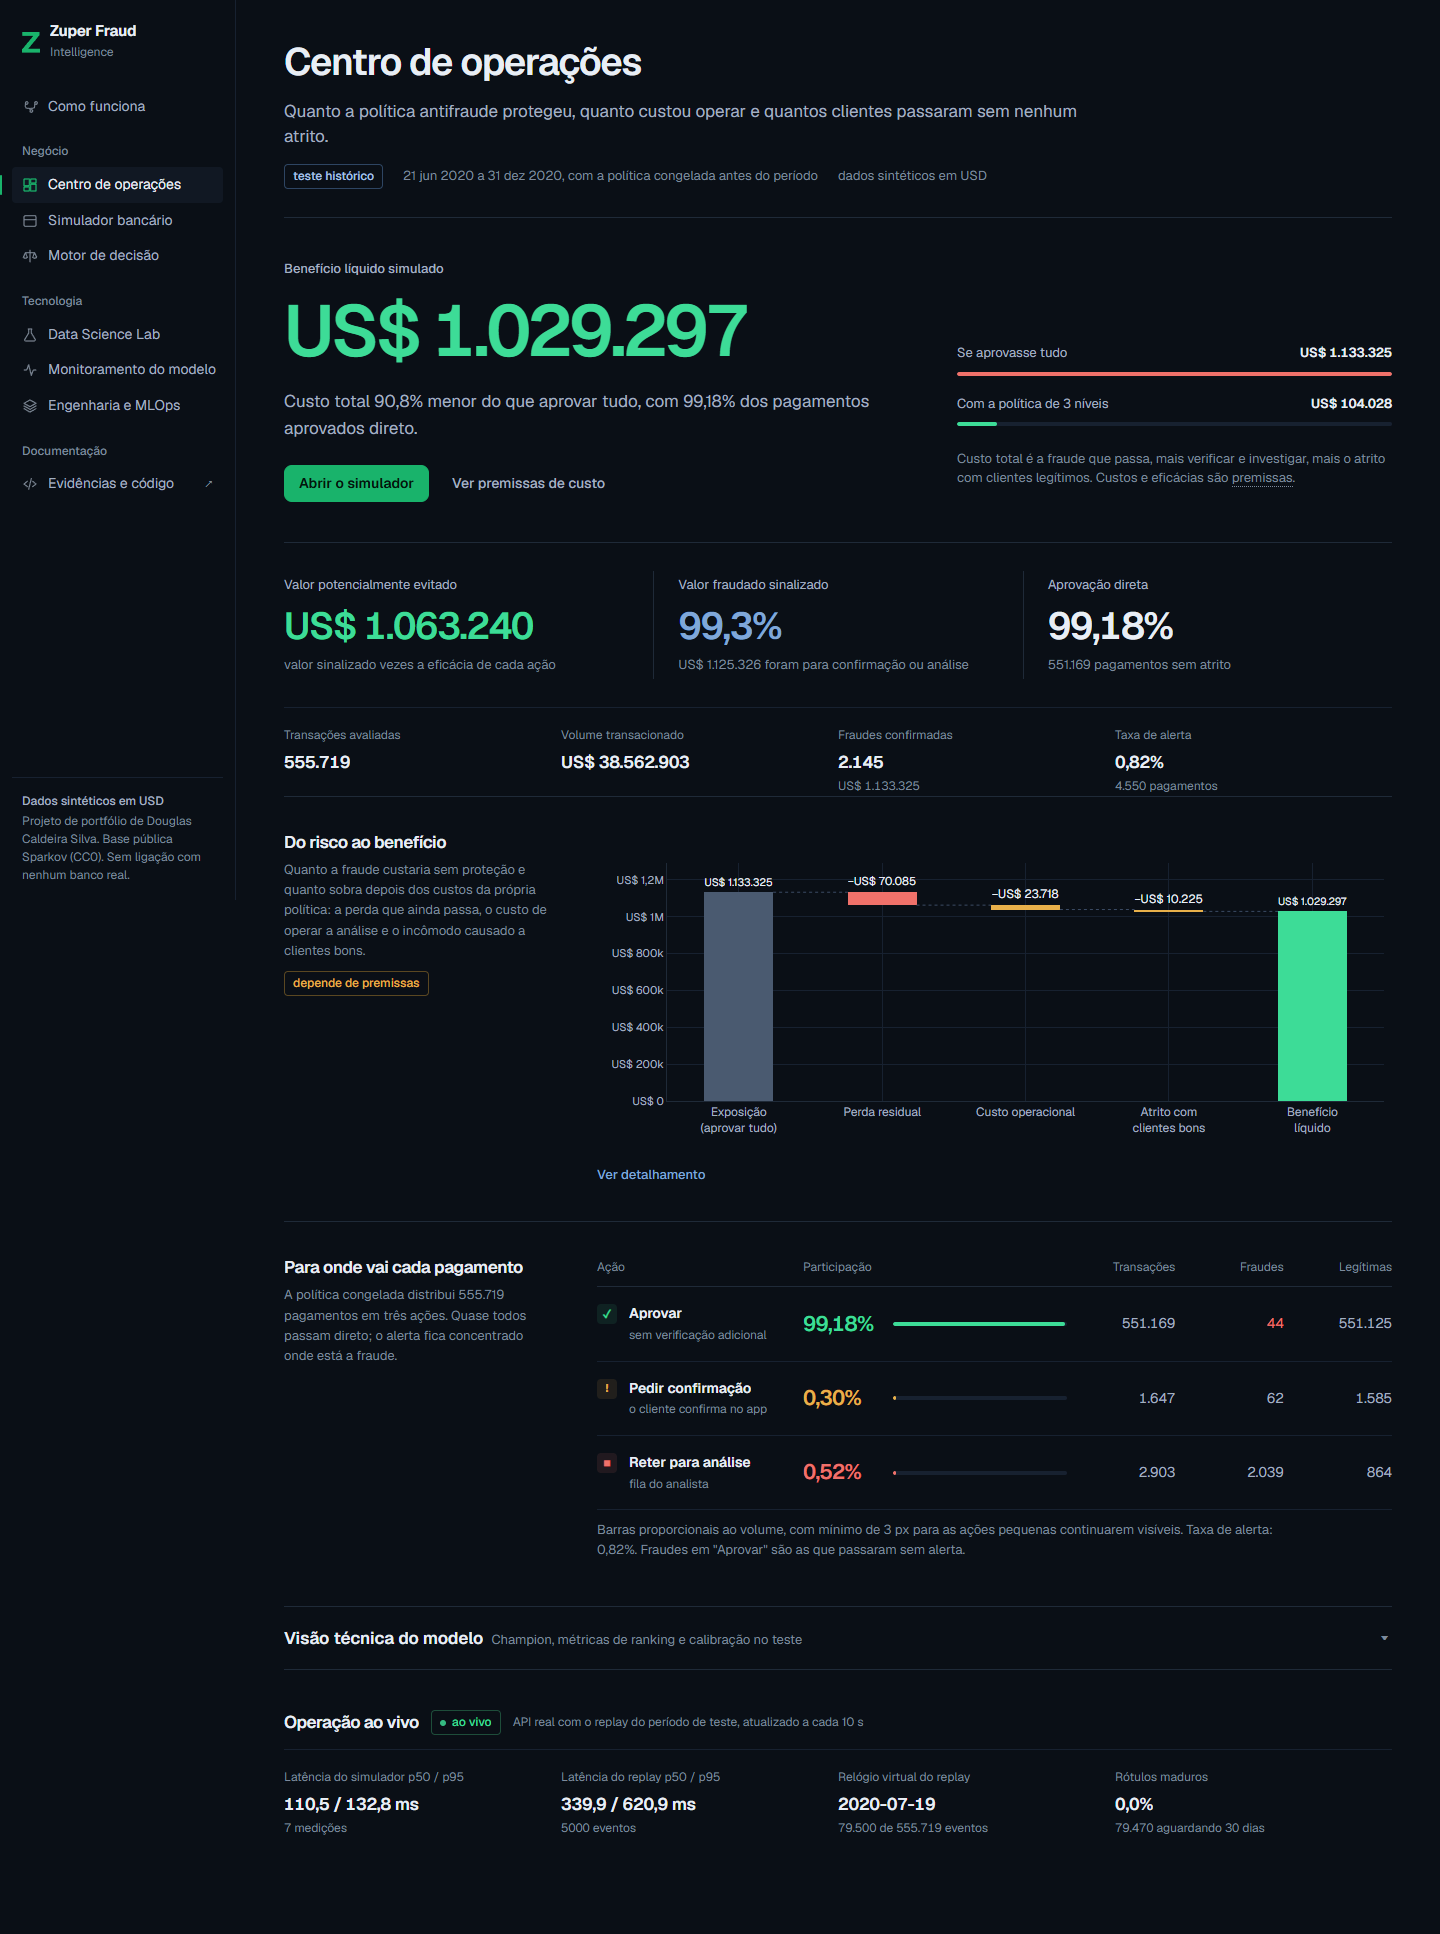 Zuper Fraud
Intelligence
Como funciona
Negócio
Centro de operações
Simulador bancário
Motor de decisão
Tecnologia
Data Science Lab
Monitoramento do modelo
Engenharia e MLOps
Documentação
Evidências e código ↗
Dados sintéticos em USD
Projeto de portfólio de Douglas
Caldeira Silva. Base pública
Sparkov (CC0). Sem ligação com
nenhum banco real.
Centro de operações
Quanto a política antifraude protegeu, quanto custou operar e quantos clientes passaram sem nenhum
atrito.
teste histórico 21 jun 2020 a 31 dez 2020, com a política congelada antes do período dados sintéticos em USD
Benefício líquido simulado
US$ 1.029.297
Custo total 90,8% menor do que aprovar tudo, com 99,18% dos pagamentos
aprovados direto.
Abrir o simulador Ver premissas de custo
Se aprovasse tudo US$ 1.133.325
Com a política de 3 níveis US$ 104.028
Custo total é a fraude que passa, mais verificar e investigar, mais o atrito
com clientes legítimos. Custos e eficácias são premissas.
Valor potencialmente evitado
US$ 1.063.240
valor sinalizado vezes a eficácia de cada ação
Valor fraudado sinalizado
99,3%
US$ 1.125.326 foram para confirmação ou análise
Aprovação direta
99,18%
551.169 pagamentos sem atrito
Transações avaliadas
555.719
Volume transacionado
US$ 38.562.903
Fraudes confirmadas
2.145
US$ 1.133.325
Taxa de alerta
0,82%
4.550 pagamentos
Do risco ao benefício
Quanto a fraude custaria sem proteção e
quanto sobra depois dos custos da própria
política: a perda que ainda passa, o custo de
operar a análise e o incômodo causado a
clientes bons.
depende de premissas
US$ 1,2M
US$ 1M
US$ 800k
US$ 600k
US$ 400k
US$ 200k
US$ 0
US$ 1.133.325
−US$ 70.085
−US$ 23.718
−US$ 10.225
US$ 1.029.297
Exposição
(aprovar tudo)
Perda residual
Custo operacional
Atrito com
clientes bons
Benefício
líquido
Ver detalhamento
Para onde vai cada pagamento
A política congelada distribui 555.719
pagamentos em três ações. Quase todos
passam direto; o alerta fica concentrado
onde está a fraude.
Ação Participação Transações Fraudes Legítimas
Aprovar
sem verificação adicional
99,18% 551.169 44 551.125
Pedir confirmação
o cliente confirma no app
0,30% 1.647 62 1.585
Reter para análise
fila do analista
0,52% 2.903 2.039 864
Barras proporcionais ao volume, com mínimo de 3 px para as ações pequenas continuarem visíveis. Taxa de alerta:
0,82%. Fraudes em "Aprovar" são as que passaram sem alerta.
Visão técnica do modelo Champion, métricas de ranking e calibração no teste
Operação ao vivo ao vivo API real com o replay do período de teste, atualizado a cada 10 s
Latência do simulador p50 / p95
110,5 / 132,8 ms
7 medições
Latência do replay p50 / p95
339,9 / 620,9 ms
5000 eventos
Relógio virtual do replay
2020-07-19
79.500 de 555.719 eventos
Rótulos maduros
0,0%
79.470 aguardando 30 dias